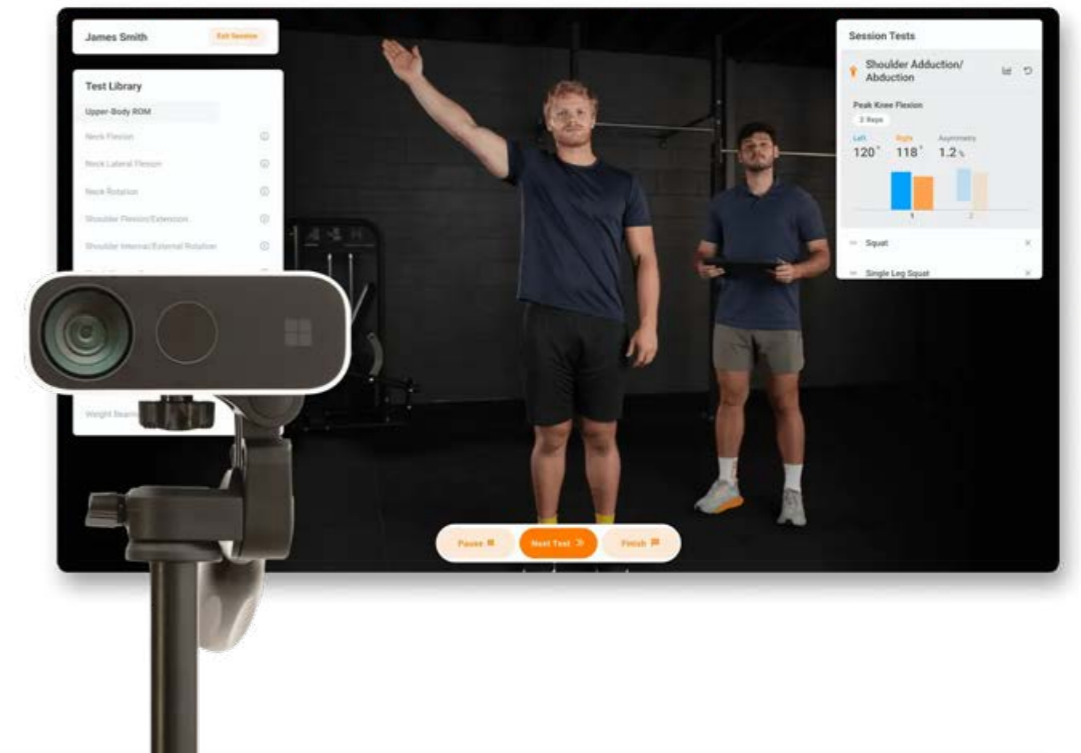 James Smith
Exit Session
Test Library
Upper-Body ROM
Neck Flexion
Neck Lateral Flexion
Neck Rotation
Shoulder Flexion/Extension
Shoulder Internal/External Rotation
Weight Bearing
Session Tests
Shoulder Adduction/
Abduction
Peak Knee Flexion
2 Reps
Left Right Asymmetry
120° 118° 1.2 %
1 2
Squat
Single Leg Squat
Pause Next Test Finish